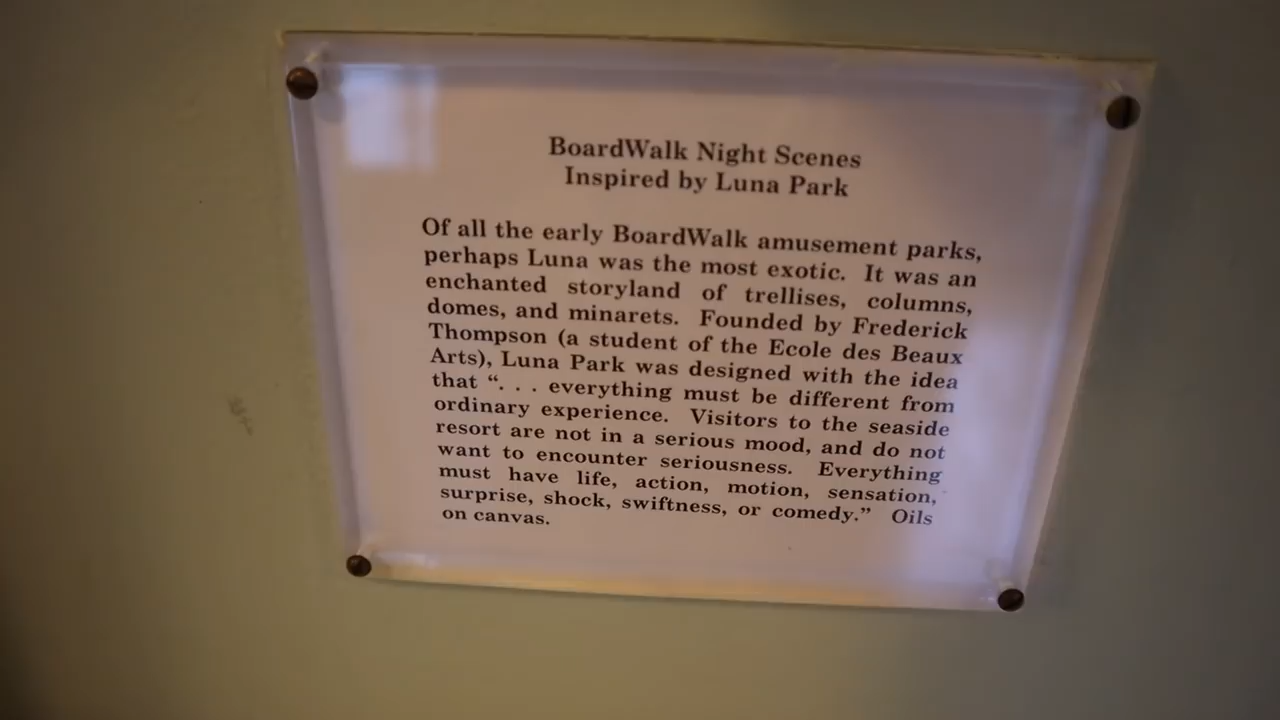 BoardWalk Night Scenes
Inspired by Luna Park
Of all the early BoardWalk amusement parks,
perhaps Luna was the most exotic. It was an
enchanted storyland of trellises, columns,
domes, and minarets. Founded by Frederick
Thompson (a student of the Ecole des Beaux
Arts), Luna Park was designed with the idea
that “. . . everything must be different from
ordinary experience. Visitors to the seaside
resort are not in a serious mood, and do not
want to encounter seriousness. Everything
must have life, action, motion, sensation,
surprise, shock, swiftness, or comedy.” Oils
on canvas.